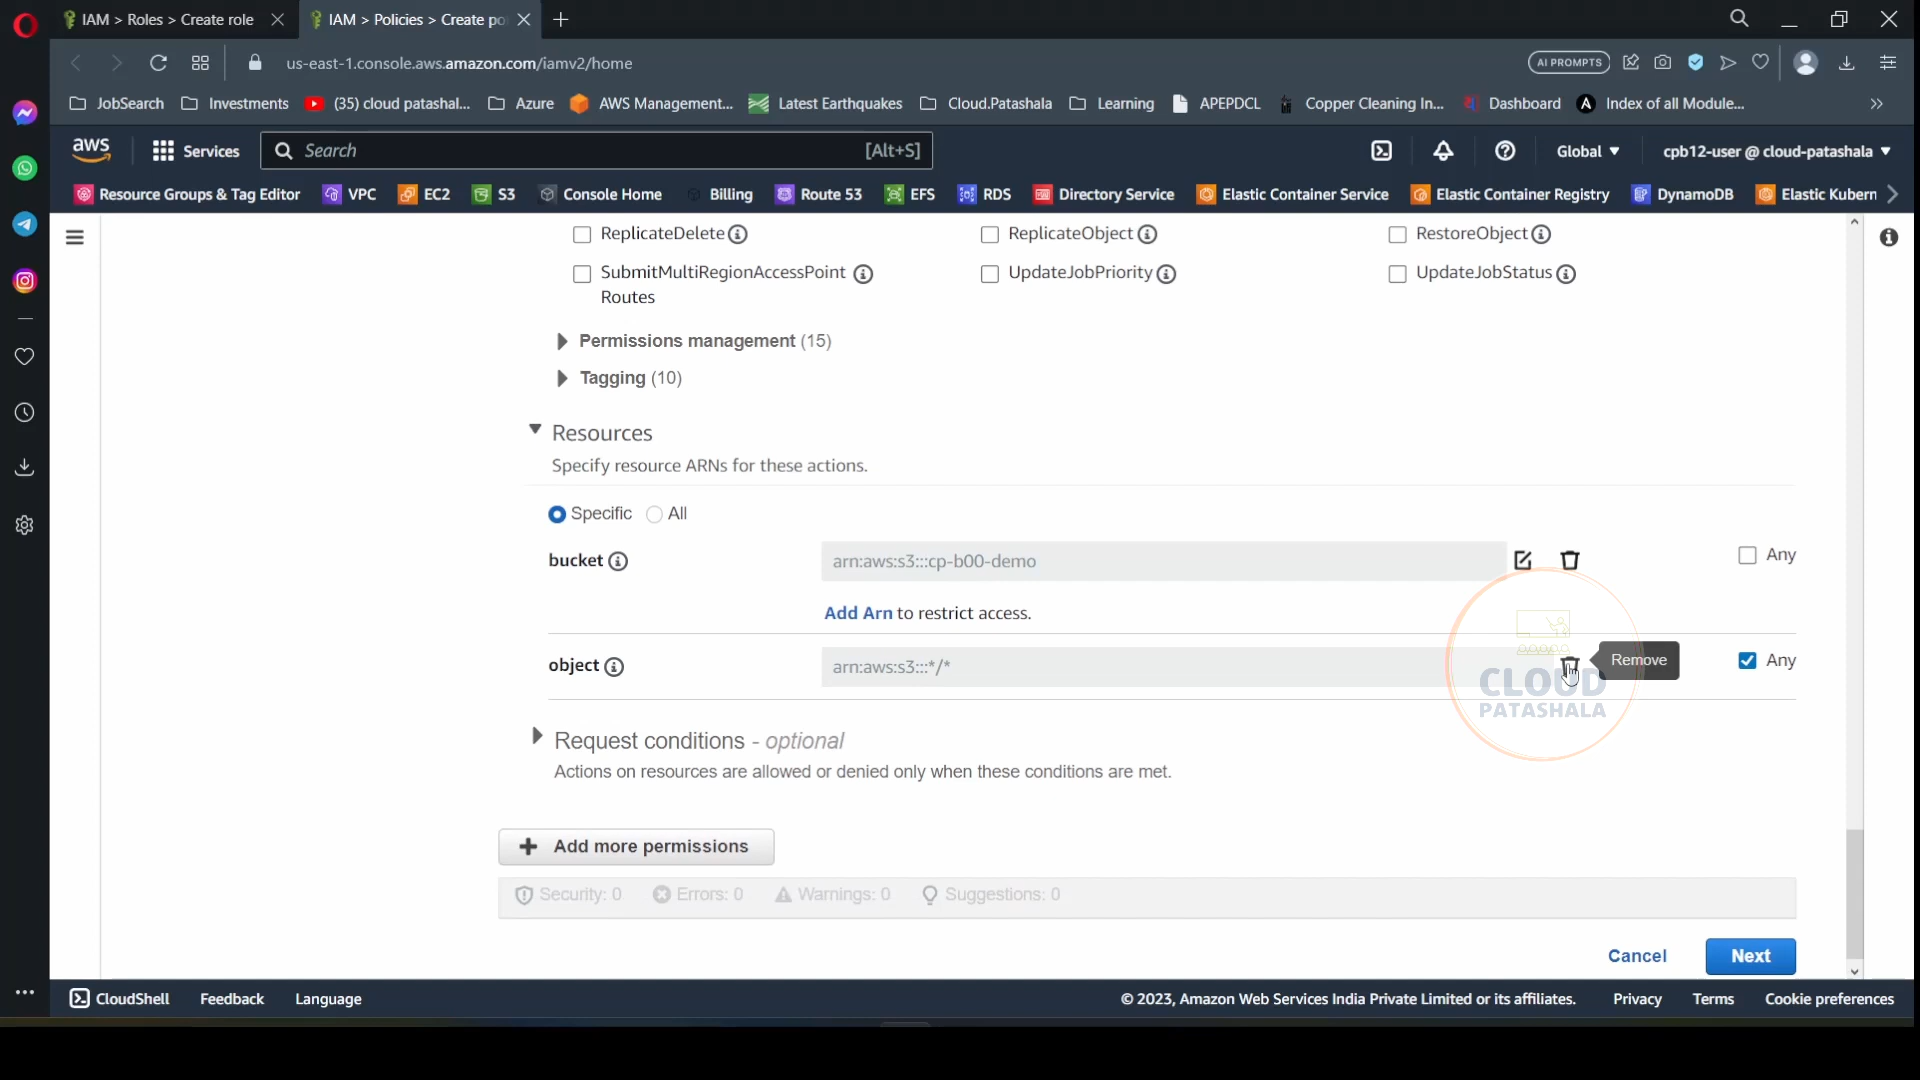 IAM > Roles > Create role
IAM > Policies > Create po
us-east-1.console.aws.amazon.com/iamv2/home
AI PROMPTS
JobSearch
Investments
(35) cloud patashal...
Azure
AWS Management...
Latest Earthquakes
Cloud.Patashala
Learning
APEPDCL
Copper Cleaning In...
Dashboard
Index of all Module...
aws
Services
Search
[Alt+S]
Global
cpb12-user @ cloud-patashala
Resource Groups & Tag Editor
VPC
EC2
S3
Console Home
Billing
Route 53
EFS
RDS
Directory Service
Elastic Container Service
Elastic Container Registry
DynamoDB
Elastic Kubern
ReplicateDelete
ReplicateObject
RestoreObject
SubmitMultiRegionAccessPoint
Routes
UpdateJobPriority
UpdateJobStatus
Permissions management (15)
Tagging (10)
Resources
Specify resource ARNs for these actions.
Specific
All
bucket
arn:aws:s3:::cp-b00-demo
Any
Add Arn to restrict access.
object
arn:aws:s3:::*/*
Remove
Any
CLOUD
PATASHALA
Request conditions - optional
Actions on resources are allowed or denied only when these conditions are met.
Add more permissions
Security: 0
Errors: 0
Warnings: 0
Suggestions: 0
Cancel
Next
CloudShell
Feedback
Language
© 2023, Amazon Web Services India Private Limited or its affiliates.
Privacy
Terms
Cookie preferences